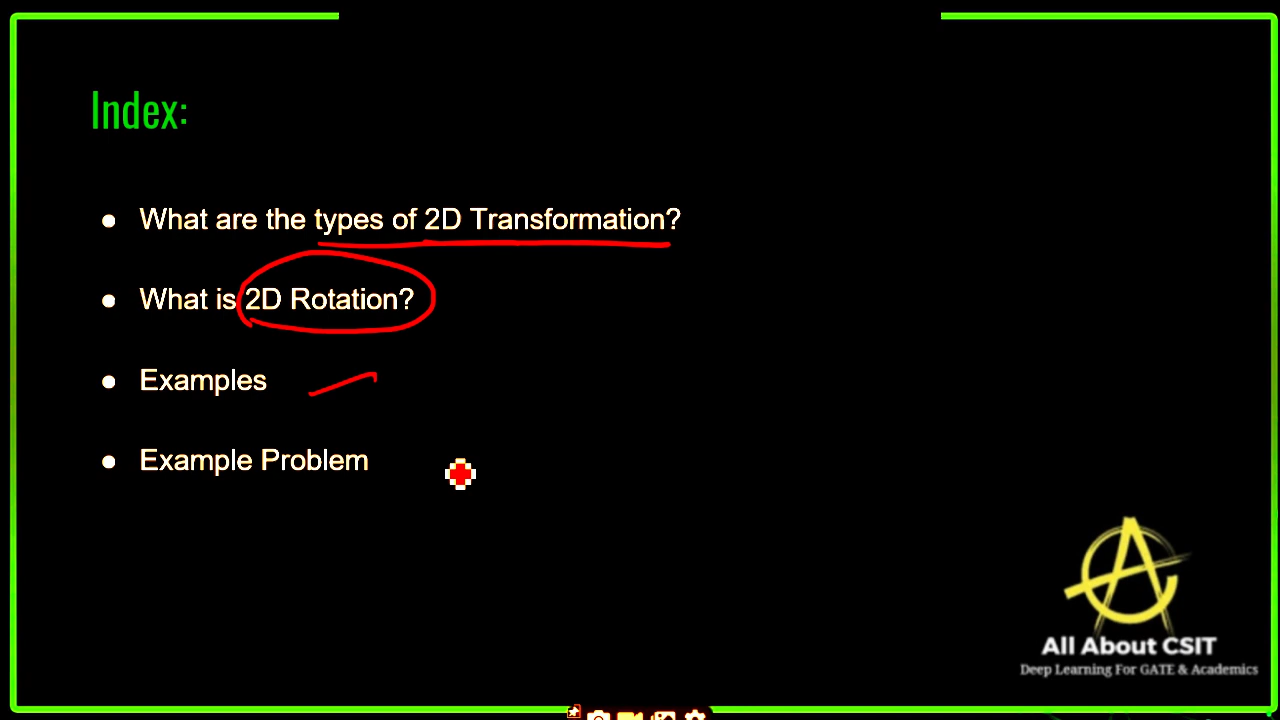 Index:
● What are the types of 2D Transformation?
● What is 2D Rotation?
● Examples
● Example Problem
All About CSIT
Deep Learning For GATE & Academics